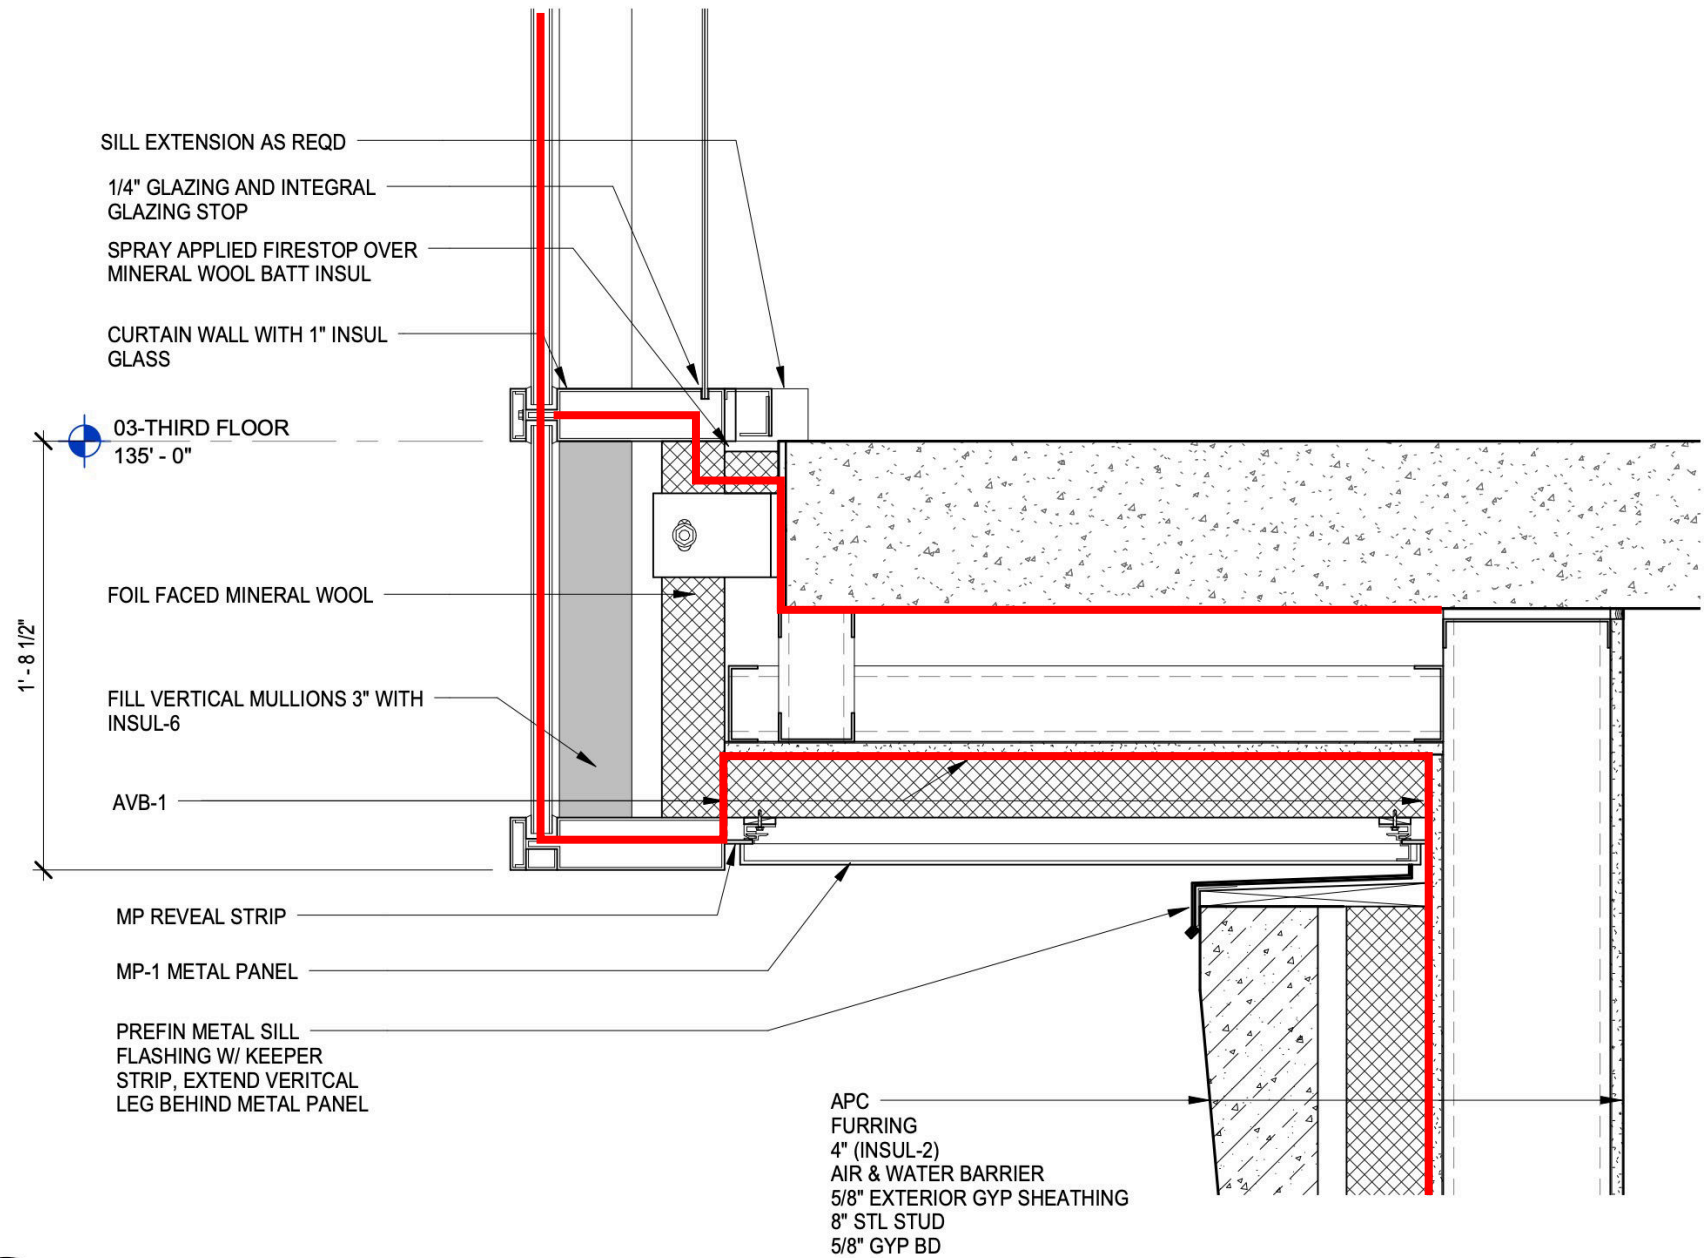 SILL EXTENSION AS REQD
1/4" GLAZING AND INTEGRAL
GLAZING STOP
SPRAY APPLIED FIRESTOP OVER
MINERAL WOOL BATT INSUL
CURTAIN WALL WITH 1" INSUL
GLASS
03-THIRD FLOOR
135' - 0"
1' - 8 1/2"
FOIL FACED MINERAL WOOL
FILL VERTICAL MULLIONS 3" WITH
INSUL-6
AVB-1
MP REVEAL STRIP
MP-1 METAL PANEL
PREFIN METAL SILL
FLASHING W/ KEEPER
STRIP, EXTEND VERITCAL
LEG BEHIND METAL PANEL
APC
FURRING
4" (INSUL-2)
AIR & WATER BARRIER
5/8" EXTERIOR GYP SHEATHING
8" STL STUD
5/8" GYP BD